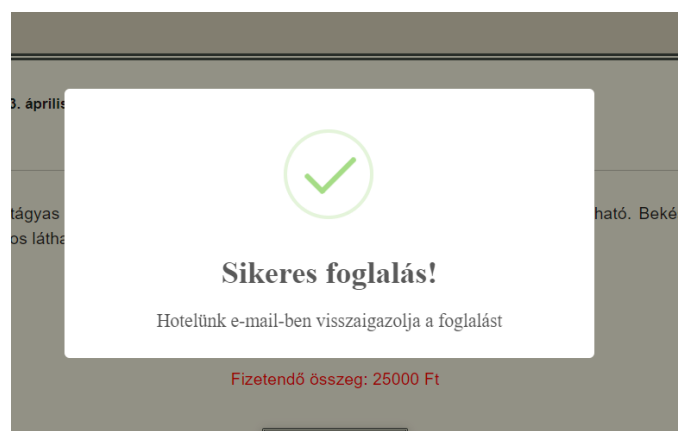 3. április
tágyas
ható. Beké
os látha
Sikeres foglalás!
Hotelünk e-mail-ben visszaigazolja a foglalást
Fizetendő összeg: 25000 Ft